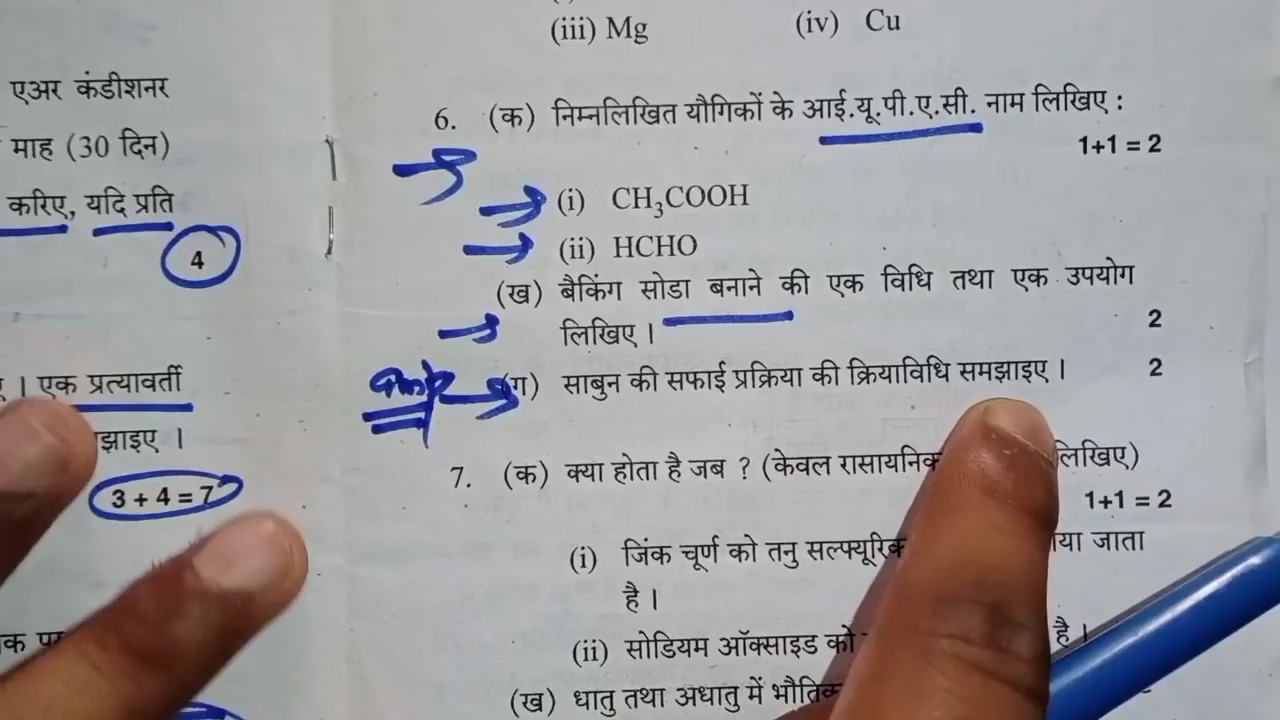 एअर कंडीशनर
माह (30 दिन)
करिए, यदि प्रति
4
। एक प्रत्यावर्ती
झाइए ।
3 + 4 = 7
(iii) Mg (iv) Cu
6. (क) निम्नलिखित यौगिकों के आई.यू.पी.ए.सी. नाम लिखिए :
1+1 = 2
(i) CH₃COOH
(ii) HCHO
(ख) बैकिंग सोडा बनाने की एक विधि तथा एक उपयोग
लिखिए । 2
(ग) साबुन की सफाई प्रक्रिया की क्रियाविधि समझाइए । 2
7. (क) क्या होता है जब ? (केवल रासायनिक लिखिए)
1+1 = 2
(i) जिंक चूर्ण को तनु सल्फ्यूरिक जाता
है ।
(ii) सोडियम ऑक्साइड को है ।
(ख) धातु तथा अधातु में